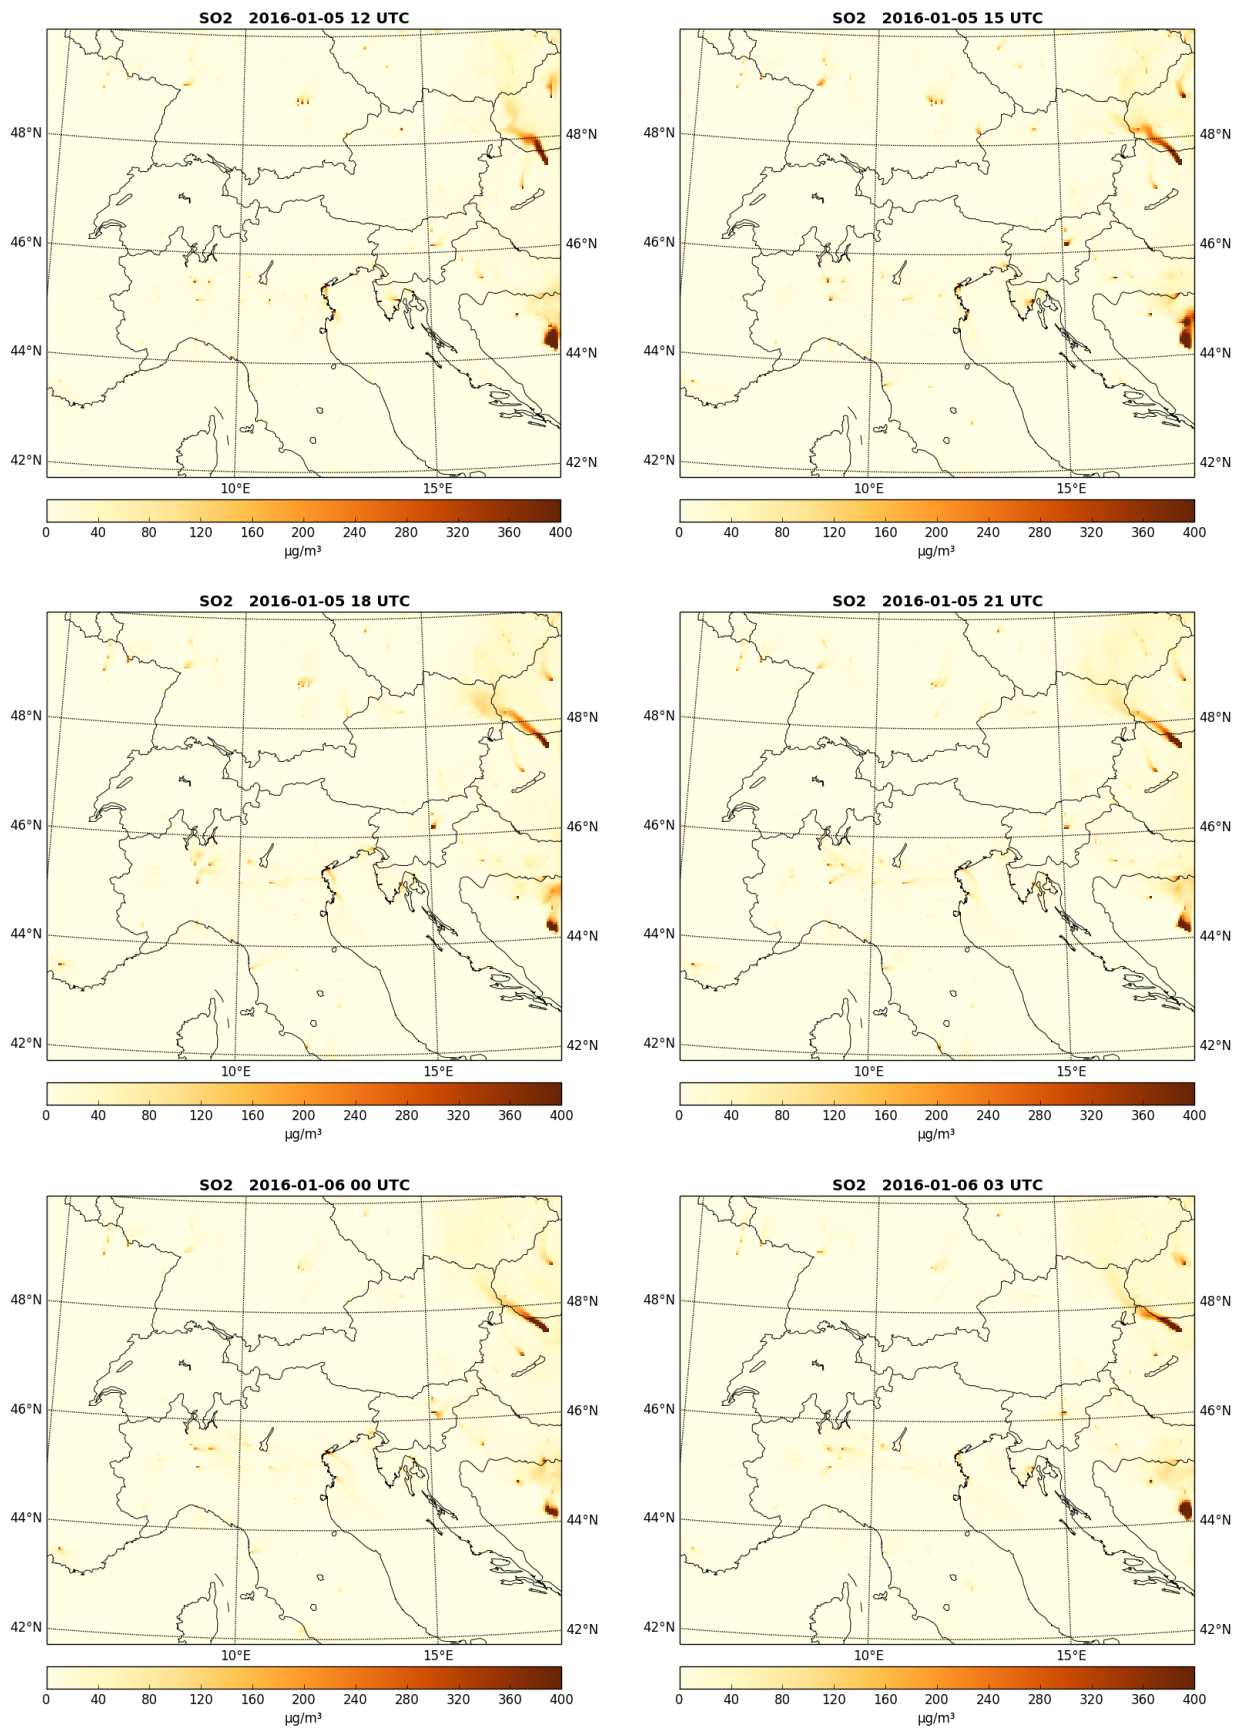 SO2   2016-01-05 12 UTC
48°N
48°N
46°N
46°N
44°N
44°N
42°N
42°N
10°E
15°E
0 40 80 120 160 200 240 280 320 360 400
µg/m³
SO2   2016-01-05 15 UTC
48°N
48°N
46°N
46°N
44°N
44°N
42°N
42°N
10°E
15°E
0 40 80 120 160 200 240 280 320 360 400
µg/m³
SO2   2016-01-05 18 UTC
48°N
48°N
46°N
46°N
44°N
44°N
42°N
42°N
10°E
15°E
0 40 80 120 160 200 240 280 320 360 400
µg/m³
SO2   2016-01-05 21 UTC
48°N
48°N
46°N
46°N
44°N
44°N
42°N
42°N
10°E
15°E
0 40 80 120 160 200 240 280 320 360 400
µg/m³
SO2   2016-01-06 00 UTC
48°N
48°N
46°N
46°N
44°N
44°N
42°N
42°N
10°E
15°E
0 40 80 120 160 200 240 280 320 360 400
µg/m³
SO2   2016-01-06 03 UTC
48°N
48°N
46°N
46°N
44°N
44°N
42°N
42°N
10°E
15°E
0 40 80 120 160 200 240 280 320 360 400
µg/m³